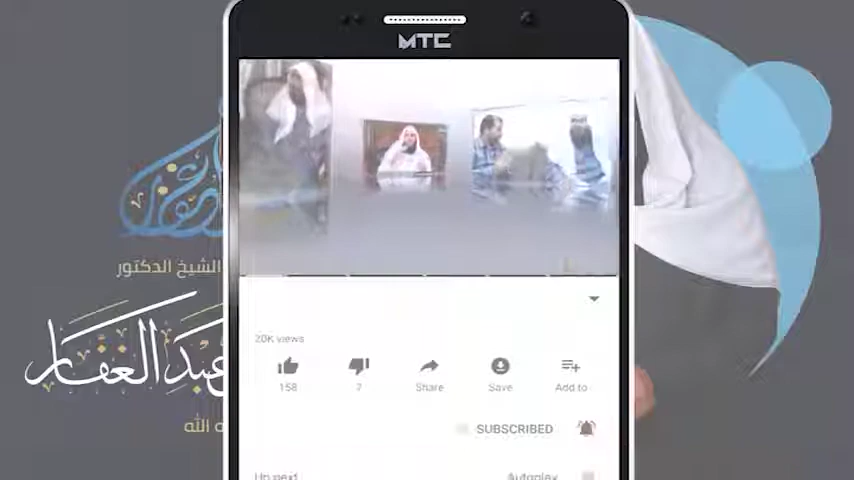 MTC
الشيخ الدكتور
عبد الغفار
الله
20K views
158
7
Share
Save
Add to
SUBSCRIBED
Up next
Autoplay